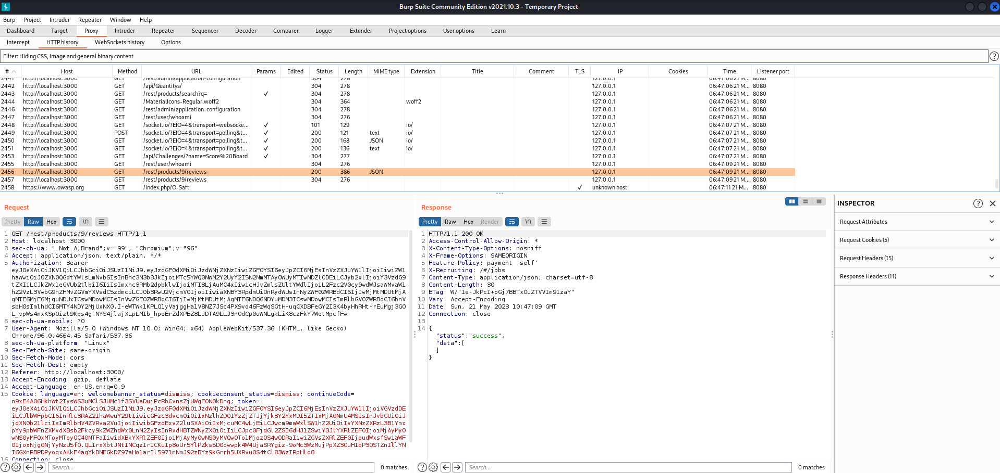 Burp Suite Community Edition v2021.10.3 - Temporary Project
Burp Project Intruder Repeater Window Help
Dashboard Target Proxy Intruder Repeater Sequencer Decoder Comparer Logger Extender Project options User options Learn
Intercept HTTP history WebSockets history Options
Filter: Hiding CSS, image and general binary content
# Host Method URL Params Edited Status Length MIME type Extension Title Comment TLS IP Cookies Time Listener port
2441 http://localhost:3000 GET /rest/admin/application-configuration 304 278 127.0.0.1 06:47:06 21 M... 8080
2442 http://localhost:3000 GET /api/Quantitys/ 304 278 127.0.0.1 06:47:06 21 M... 8080
2443 http://localhost:3000 GET /rest/products/search?q= ✓ 304 278 127.0.0.1 06:47:06 21 M... 8080
2444 http://localhost:3000 GET /MaterialIcons-Regular.woff2 304 364 woff2 127.0.0.1 06:47:06 21 M... 8080
2446 http://localhost:3000 GET /rest/admin/application-configuration 304 278 127.0.0.1 06:47:06 21 M... 8080
2447 http://localhost:3000 GET /rest/user/whoami 304 276 127.0.0.1 06:47:06 21 M... 8080
2448 http://localhost:3000 GET /socket.io/?EIO=4&transport=websocke... ✓ 101 129 io/ 127.0.0.1 06:47:07 21 M... 8080
2449 http://localhost:3000 POST /socket.io/?EIO=4&transport=polling&t... ✓ 200 121 text io/ 127.0.0.1 06:47:07 21 M... 8080
2450 http://localhost:3000 GET /socket.io/?EIO=4&transport=polling&t... ✓ 200 168 JSON io/ 127.0.0.1 06:47:07 21 M... 8080
2451 http://localhost:3000 GET /socket.io/?EIO=4&transport=polling&t... ✓ 200 136 text io/ 127.0.0.1 06:47:07 21 M... 8080
2453 http://localhost:3000 GET /api/Challenges/?name=Score%20Board ✓ 304 277 127.0.0.1 06:47:07 21 M... 8080
2455 http://localhost:3000 GET /rest/user/whoami 304 276 127.0.0.1 06:47:09 21 M... 8080
2456 http://localhost:3000 GET /rest/products/9/reviews 200 386 JSON 127.0.0.1 06:47:09 21 M... 8080
2457 http://localhost:3000 GET /rest/products/9/reviews 304 276 127.0.0.1 06:47:09 21 M... 8080
2458 https://www.owasp.org GET /index.php/O-Saft ✓ unknown host 06:47:11 21 M... 8080
Request
Pretty Raw Hex \n
1 GET /rest/products/9/reviews HTTP/1.1
2 Host: localhost:3000
3 sec-ch-ua: " Not A;Brand";v="99", "Chromium";v="96"
4 Accept: application/json, text/plain, */*
5 Authorization: Bearer
6 sec-ch-ua-mobile: ?0
7 User-Agent: Mozilla/5.0 (Windows NT 10.0; Win64; x64) AppleWebKit/537.36 (KHTML, like Gecko)
Chrome/96.0.4664.45 Safari/537.36
8 sec-ch-ua-platform: "Linux"
9 Sec-Fetch-Site: same-origin
10 Sec-Fetch-Mode: cors
11 Sec-Fetch-Dest: empty
12 Referer: http://localhost:3000/
13 Accept-Encoding: gzip, deflate
14 Accept-Language: en-US,en;q=0.9
15 Cookie: language=en; welcomebanner_status=dismiss; cookieconsent_status=dismiss; continueCode=
token=
16 Connection: close
Search... 0 matches
Response
Pretty Raw Hex Render \n
1 HTTP/1.1 200 OK
2 Access-Control-Allow-Origin: *
3 X-Content-Type-Options: nosniff
4 X-Frame-Options: SAMEORIGIN
5 Feature-Policy: payment 'self'
6 X-Recruiting: /#/jobs
7 Content-Type: application/json; charset=utf-8
8 Content-Length: 30
9 ETag: W/"1e-JkPcI+pGj7BBTxOuZTVVIm91zaY"
10 Vary: Accept-Encoding
11 Date: Sun, 21 May 2023 10:47:09 GMT
12 Connection: close
13
14 {
"status":"success",
"data":[
]
}
Search... 0 matches
INSPECTOR
Request Attributes
Request Cookies (5)
Request Headers (15)
Response Headers (11)